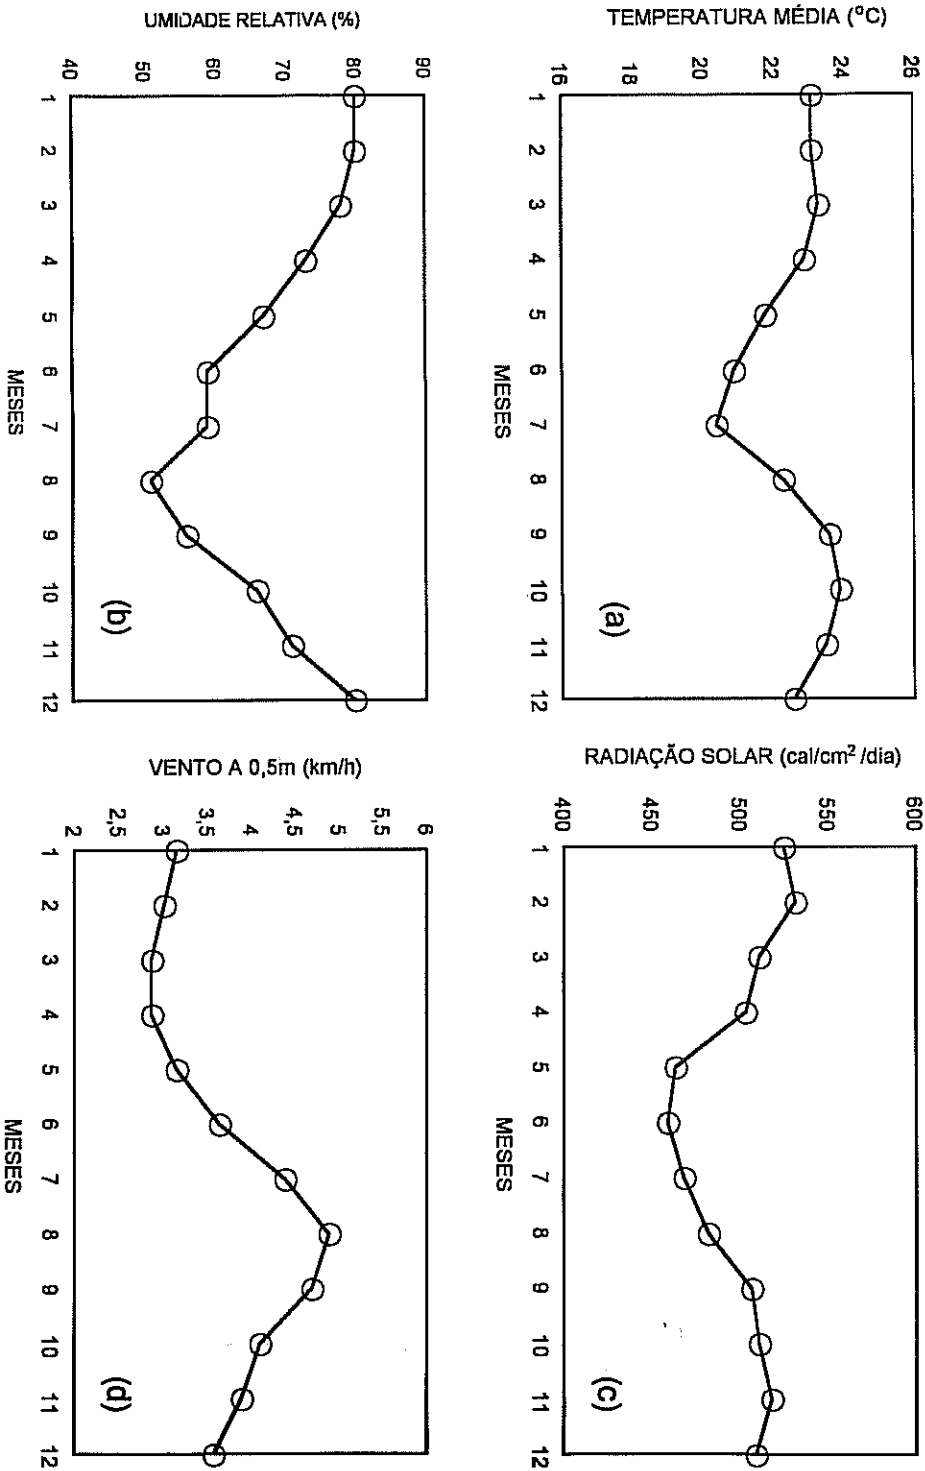 TEMPERATURA MÉDIA (°C)
26
24
22
20
18
16
1 2 3 4 5 6 7 8 9 10 11 12
MESES
(a)
RADIAÇÃO SOLAR (cal/cm² /dia)
600
550
500
450
400
1 2 3 4 5 6 7 8 9 10 11 12
MESES
(c)
UMIDADE RELATIVA (%)
90
80
70
60
50
40
1 2 3 4 5 6 7 8 9 10 11 12
MESES
(b)
VENTO A 0,5m (km/h)
6
5,5
5
4,5
4
3,5
3
2,5
2
1 2 3 4 5 6 7 8 9 10 11 12
MESES
(d)